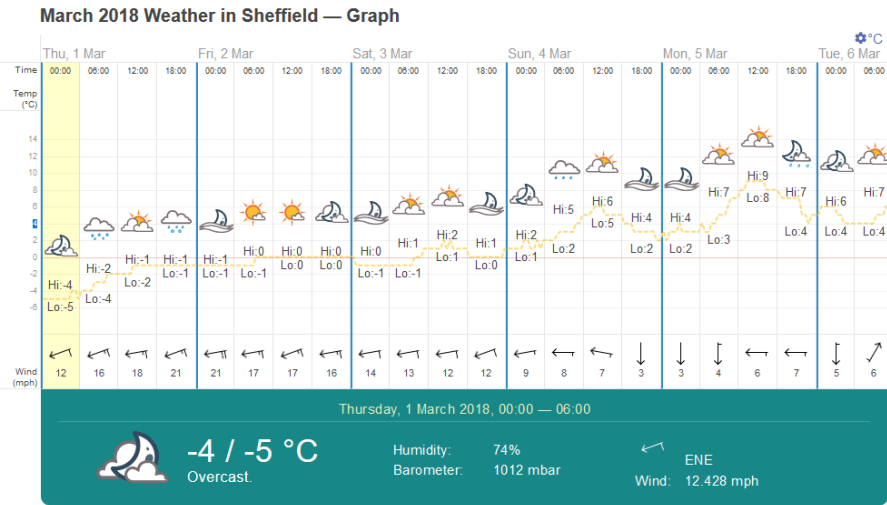 March 2018 Weather in Sheffield — Graph
°C
Thu, 1 Mar Fri, 2 Mar Sat, 3 Mar Sun, 4 Mar Mon, 5 Mar Tue, 6 Mar
Time 00:00 06:00 12:00 18:00 00:00 06:00 12:00 18:00 00:00 06:00 12:00 18:00 00:00 06:00 12:00 18:00 00:00 06:00 12:00 18:00 00:00 06:00
Temp
(°C)
14
12
10
8
6
4
2
0
-2
-4
-6
Hi:-4 Hi:-2 Hi:-1 Hi:-1 Hi:-1 Hi:0 Hi:0 Hi:0 Hi:0 Hi:1 Hi:2 Hi:1 Hi:2 Hi:5 Hi:6 Hi:4 Hi:4 Hi:7 Hi:9 Hi:7 Hi:6 Hi:7
Lo:-5 Lo:-4 Lo:-2 Lo:-1 Lo:-1 Lo:-1 Lo:0 Lo:0 Lo:-1 Lo:-1 Lo:1 Lo:0 Lo:1 Lo:2 Lo:5 Lo:2 Lo:2 Lo:3 Lo:8 Lo:4 Lo:4 Lo:4
Wind
(mph)
12 16 18 21 21 17 17 16 14 13 12 12 9 8 7 3 3 4 6 7 5 6
Thursday, 1 March 2018, 00:00 — 06:00
-4 / -5 °C
Overcast.
Humidity: 74%
Barometer: 1012 mbar
ENE
Wind: 12.428 mph